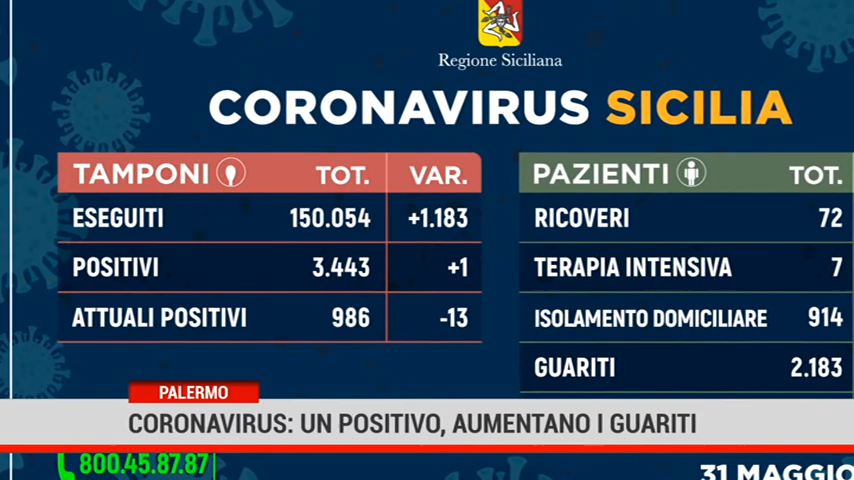 Regione Siciliana
CORONAVIRUS SICILIA
TAMPONI TOT. VAR.
ESEGUITI 150.054 +1.183
POSITIVI 3.443 +1
ATTUALI POSITIVI 986 -13
PAZIENTI TOT.
RICOVERI 72
TERAPIA INTENSIVA 7
ISOLAMENTO DOMICILIARE 914
GUARITI 2.183
PALERMO
CORONAVIRUS: UN POSITIVO, AUMENTANO I GUARITI
800.45.87.87
31 MAGGIO